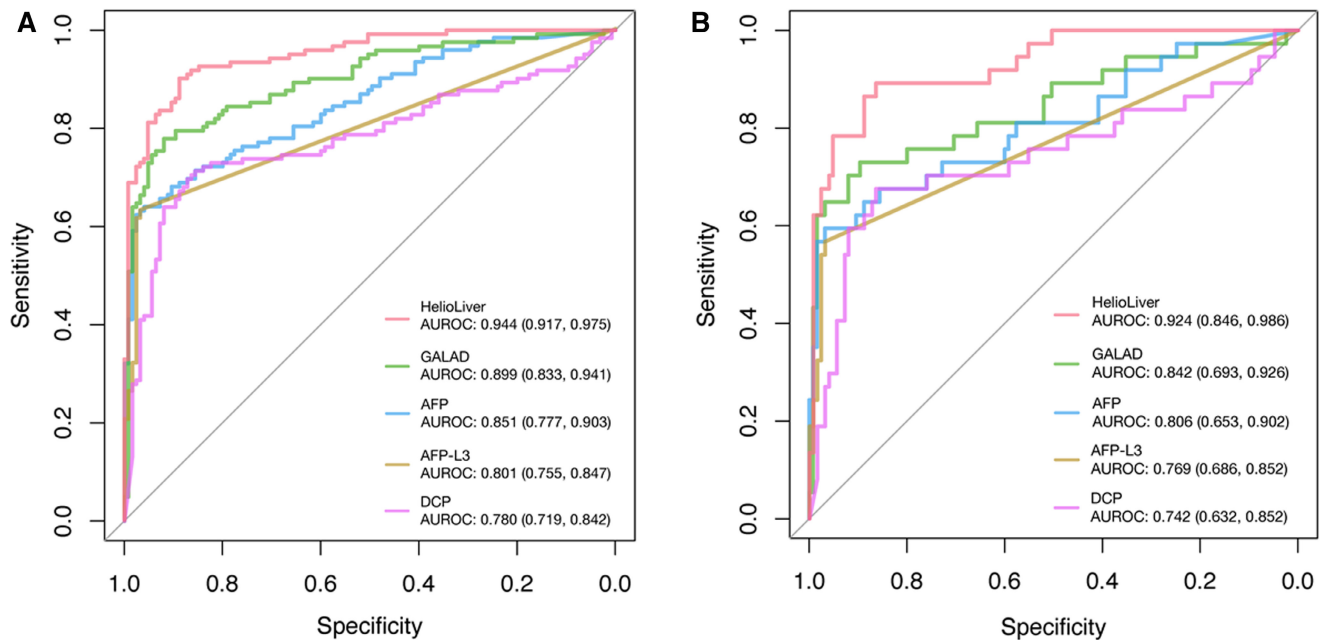 A
1.0
0.8
0.6
0.4
0.2
0.0
Sensitivity
HelioLiver
AUROC: 0.944 (0.917, 0.975)
GALAD
AUROC: 0.899 (0.833, 0.941)
AFP
AUROC: 0.851 (0.777, 0.903)
AFP-L3
AUROC: 0.801 (0.755, 0.847)
DCP
AUROC: 0.780 (0.719, 0.842)
1.0 0.8 0.6 0.4 0.2 0.0
Specificity
B
1.0
0.8
0.6
0.4
0.2
0.0
Sensitivity
HelioLiver
AUROC: 0.924 (0.846, 0.986)
GALAD
AUROC: 0.842 (0.693, 0.926)
AFP
AUROC: 0.806 (0.653, 0.902)
AFP-L3
AUROC: 0.769 (0.686, 0.852)
DCP
AUROC: 0.742 (0.632, 0.852)
1.0 0.8 0.6 0.4 0.2 0.0
Specificity